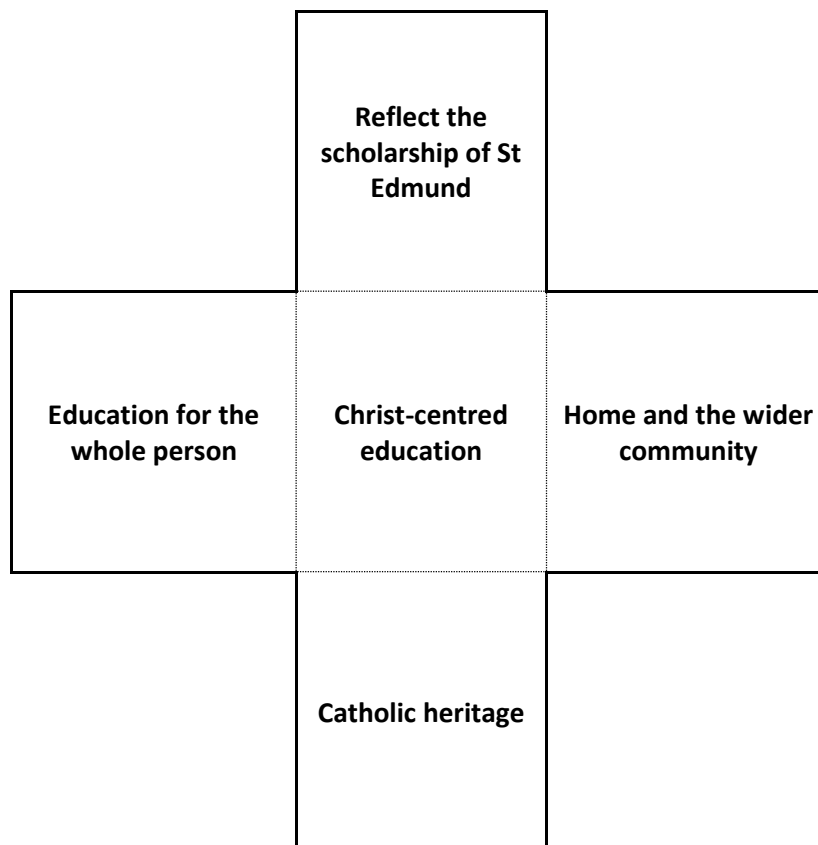 Reflect the
scholarship of St
Edmund
Education for the
whole person
Christ-centred
education
Home and the wider
community
Catholic heritage